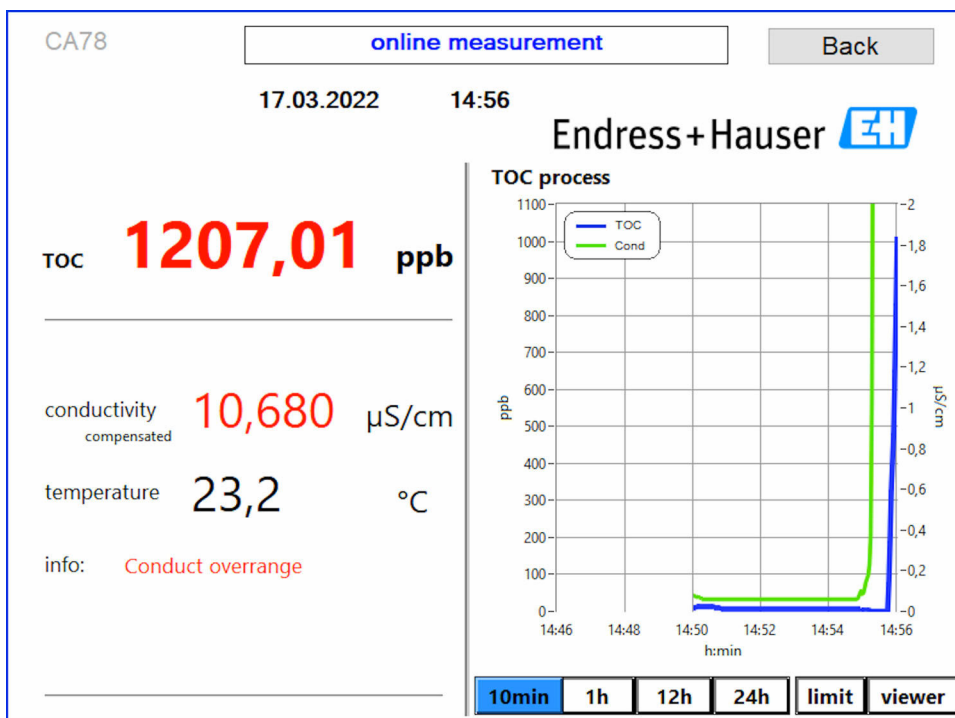 CA78
online measurement
Back
17.03.2022 14:56
Endress+Hauser EH
TOC 1207,01 ppb
conductivity 10,680 µS/cm
compensated
temperature 23,2 °C
info: Conduct overrange
TOC process
TOC
Cond
1100
1000
900
800
700
600
500
400
300
200
100
0
ppb
2
1,8
1,6
1,4
1,2
1
0,8
0,6
0,4
0,2
0
µS/cm
14:46 14:48 14:50 14:52 14:54 14:56
h:min
10min 1h 12h 24h limit viewer